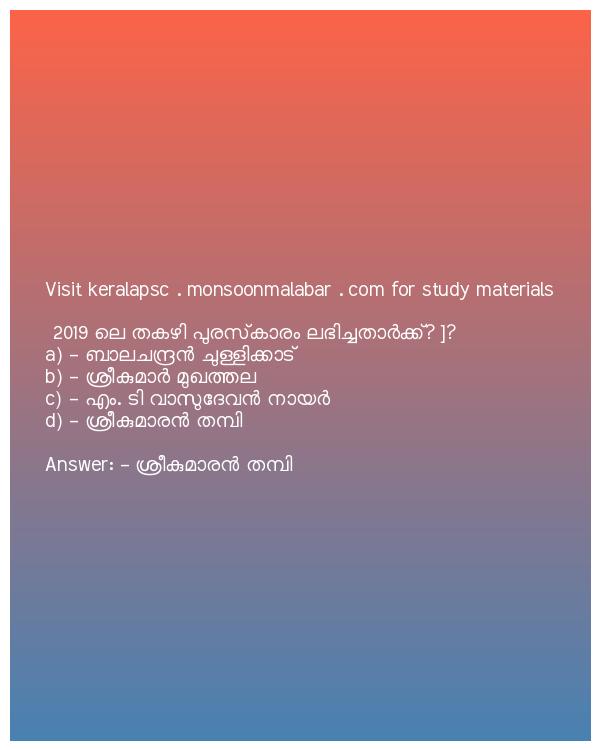 Visit keralapsc . monsoonmalabar . com for study materials
2019 ലെ തകഴി പുരസ്കാരം ലഭിച്ചതാർക്ക്? ]?
a) - ബാലചന്ദ്രൻ ചുള്ളിക്കാട്
b) - ശ്രീകുമാർ മുഖത്തല
c) - എം. ടി വാസുദേവൻ നായർ
d) - ശ്രീകുമാരൻ തമ്പി
Answer: - ശ്രീകുമാരൻ തമ്പി